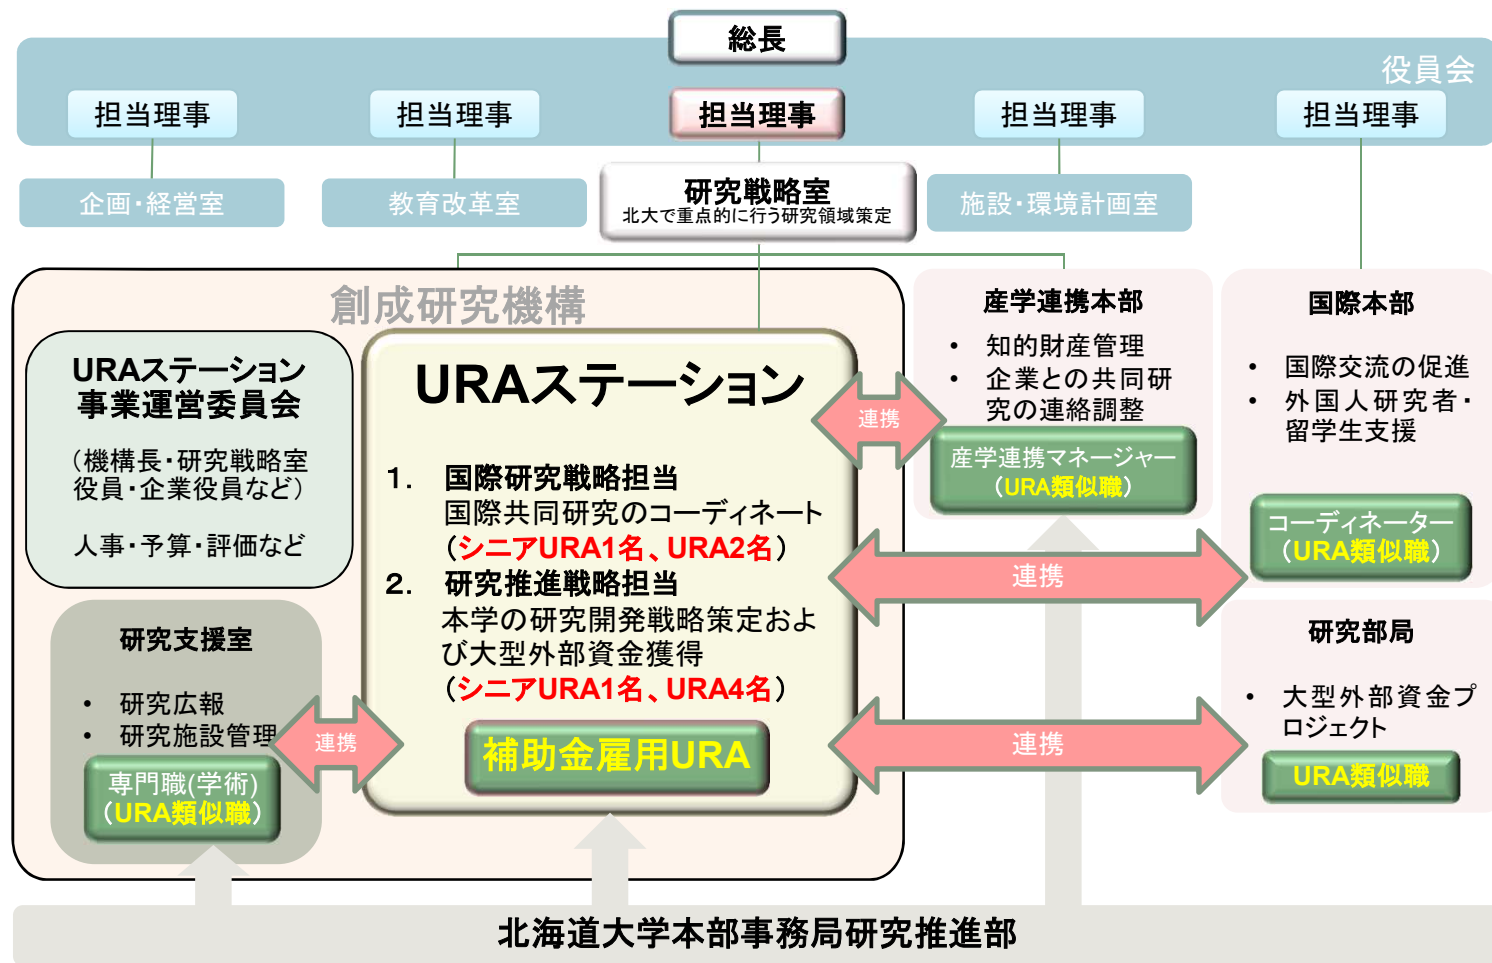 総長
役員会
担当理事
担当理事
担当理事
担当理事
担当理事
企画・経営室
教育改革室
研究戦略室
北大で重点的に行う研究領域策定
施設・環境計画室
創成研究機構
URAステーション
事業運営委員会
（機構長・研究戦略室
役員・企業役員など）
人事・予算・評価など
研究支援室
• 研究広報
• 研究施設管理
専門職(学術)
（URA類似職）
連携
URAステーション
1. 国際研究戦略担当
国際共同研究のコーディネート
（シニアURA1名、URA2名）
2. 研究推進戦略担当
本学の研究開発戦略策定およ
び大型外部資金獲得
（シニアURA1名、URA4名）
補助金雇用URA
連携
連携
連携
産学連携本部
• 知的財産管理
• 企業との共同研
究の連絡調整
産学連携マネージャー
（URA類似職）
国際本部
• 国際交流の促進
• 外国人研究者・
留学生支援
コーディネーター
（URA類似職）
研究部局
• 大型外部資金プ
ロジェクト
URA類似職
北海道大学本部事務局研究推進部